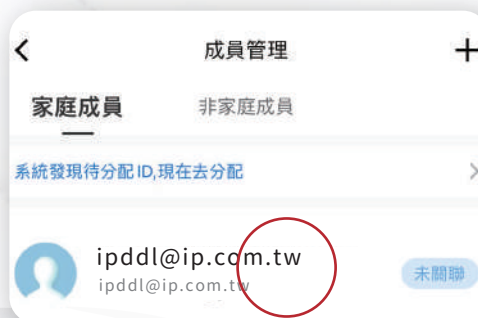 成員管理
家庭成員 非家庭成員
系統發現待分配ID,現在去分配
ipddl@ip.com.tw
ipddl@ip.com.tw
未關聯